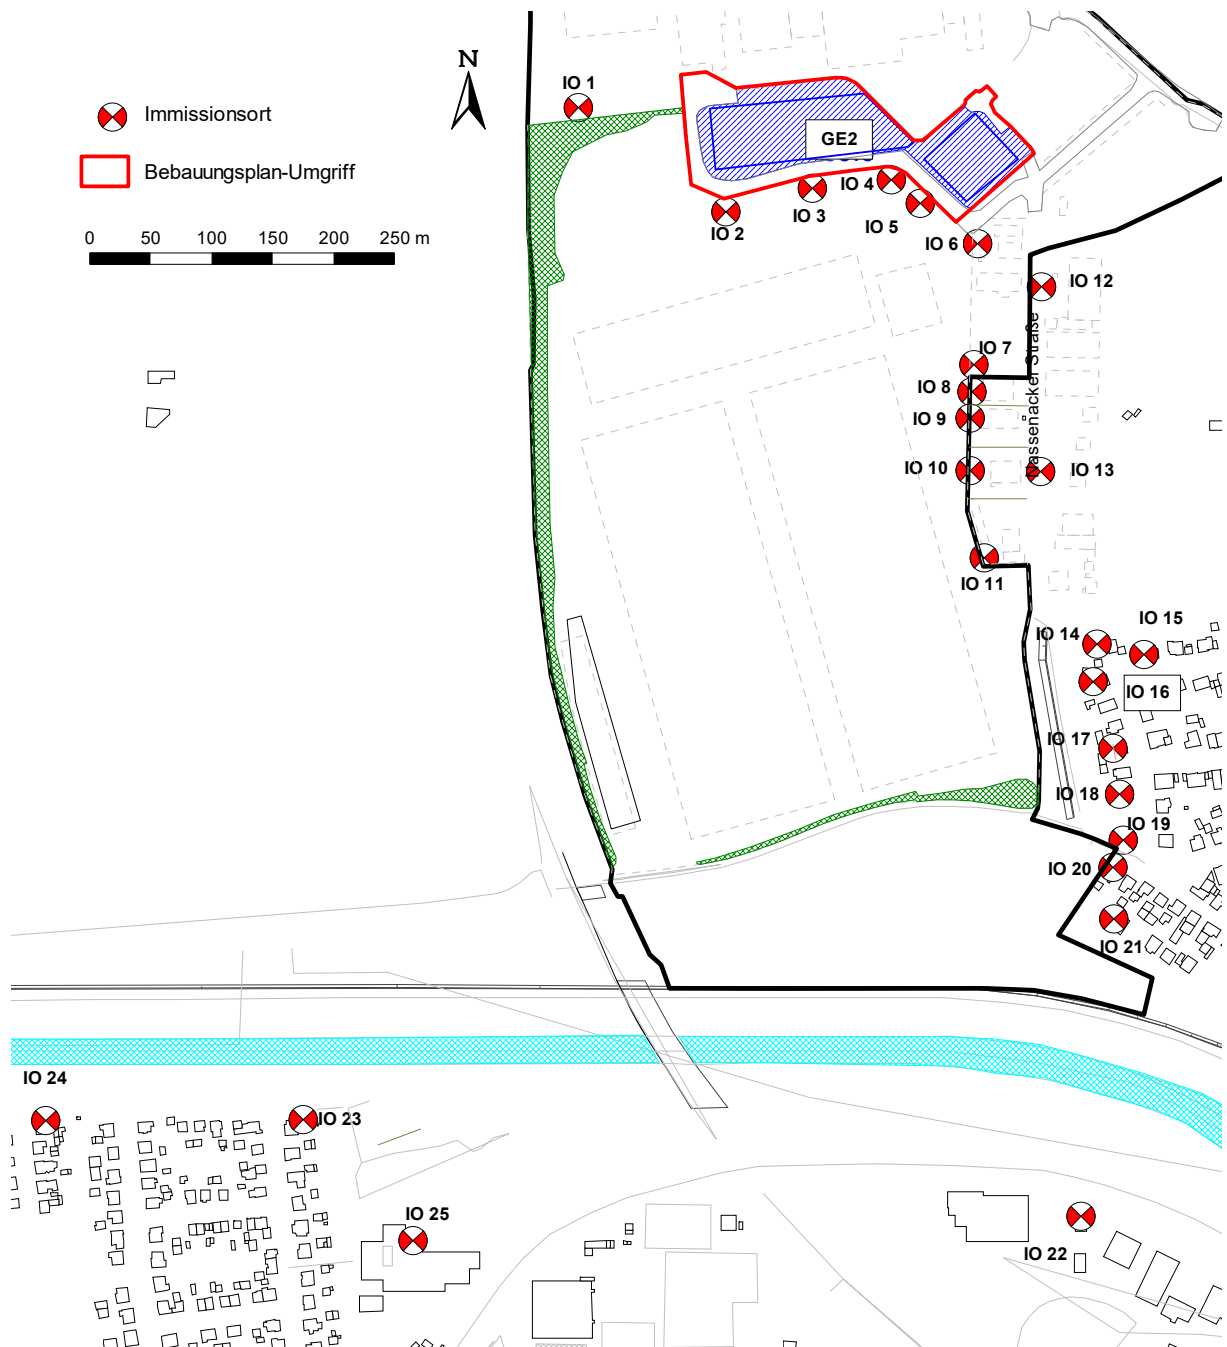 N
IO 1
Immissionsort
GE2
Bebauungsplan-Umgriff
IO 4
IO 3
IO 5
IO 2
0 50 100 150 200 250 m
IO 6
IO 12
Nassenacker Straße
IO 7
IO 8
IO 9
IO 10
IO 13
IO 11
IO 15
IO 14
IO 16
IO 17
IO 18
IO 19
IO 20
IO 21
IO 24
IO 23
IO 25
IO 22